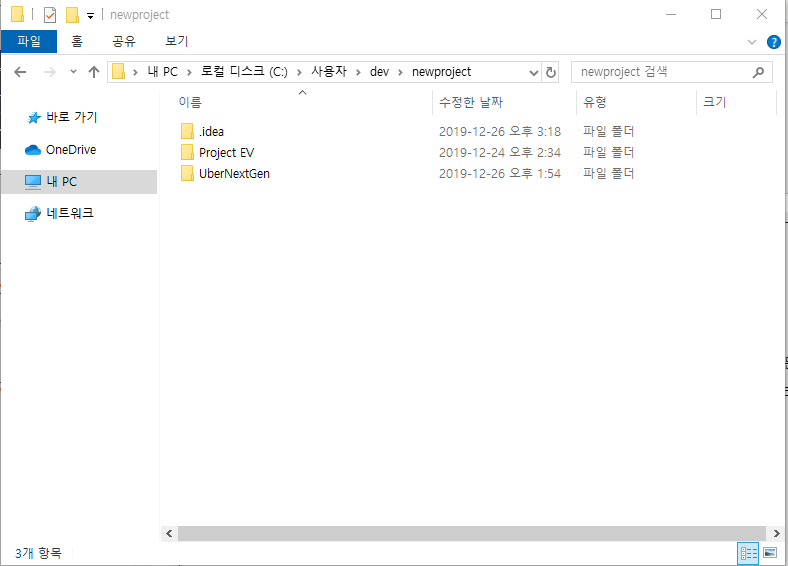 newproject
파일 홈 공유 보기
내 PC 로컬 디스크 (C:) 사용자 dev newproject newproject 검색
이름 수정한 날짜 유형 크기
바로 가기
OneDrive
내 PC
네트워크
.idea 2019-12-26 오후 3:18 파일 폴더
Project EV 2019-12-24 오후 2:34 파일 폴더
UberNextGen 2019-12-26 오후 1:54 파일 폴더
3개 항목